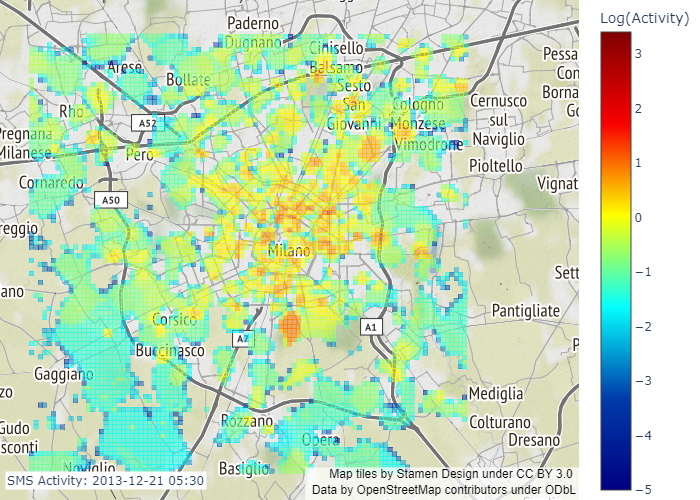 Log(Activity)
3
2
1
0
−1
−2
−3
−4
−5
Paderno
Dugnano
Cinisello
Balsamo
Arese
Bollate
Sesto
San
Giovanni
Cologno
Monzese
Cernusco
sul
Naviglio
Pessa
Con
Borna
Go
Rho
A52
Pregnana
Milanese
Pero
Vimodrone
Pioltello
Cornaredo
A50
Vignat
reggio
Milano
Sett
ano
Corsico
A7
A1
Pantigliate
P
Buccinasco
Gaggiano
zo
Mediglia
Colturano
Dresano
Gudo
sconti
Rozzano
Opera
Noviglio
Basiglio
SMS Activity: 2013-12-21 05:30
Map tiles by Stamen Design under CC BY 3.0
Data by OpenStreetMap contributors under ODbL